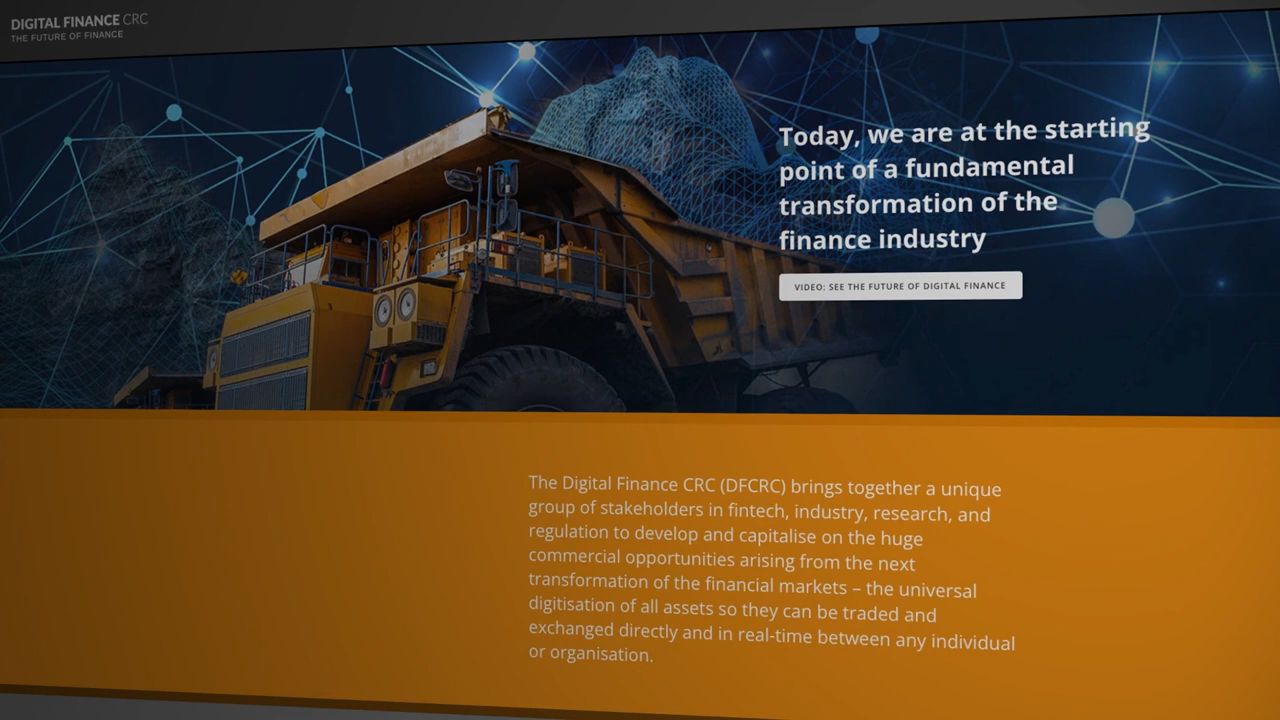 DIGITAL FINANCE CRC
THE FUTURE OF FINANCE
Today, we are at the starting
point of a fundamental
transformation of the
finance industry
VIDEO: SEE THE FUTURE OF DIGITAL FINANCE
The Digital Finance CRC (DFCRC) brings together a unique
group of stakeholders in fintech, industry, research, and
regulation to develop and capitalise on the huge
commercial opportunities arising from the next
transformation of the financial markets – the universal
digitisation of all assets so they can be traded and
exchanged directly and in real-time between any individual
or organisation.